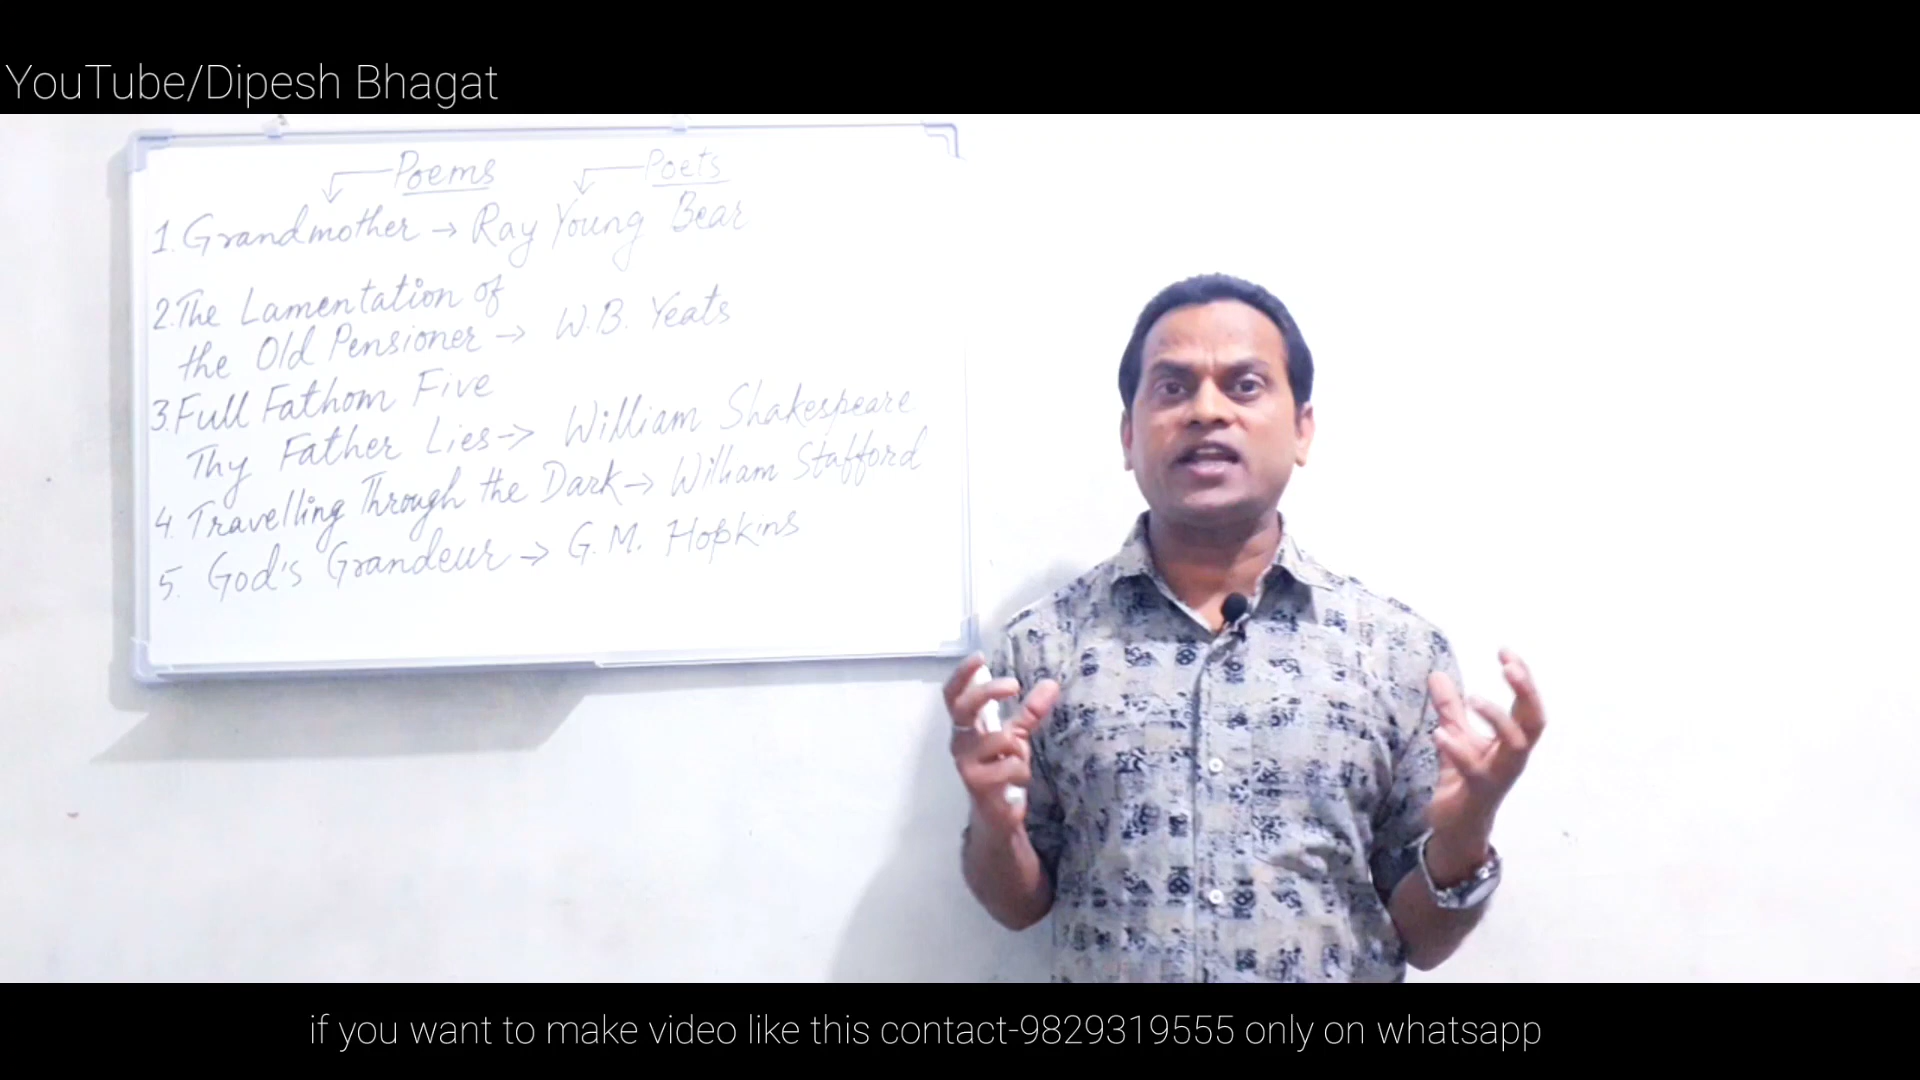 YouTube/Dipesh Bhagat
Poems Poets
1. Grandmother → Ray Young Bear
2. The Lamentation of
the Old Pensioner → W.B. Yeats
3. Full Fathom Five
Thy Father Lies → William Shakespeare
4. Travelling Through the Dark → William Stafford
5. God's Grandeur → G.M. Hopkins
if you want to make video like this contact-9829319555 only on whatsapp